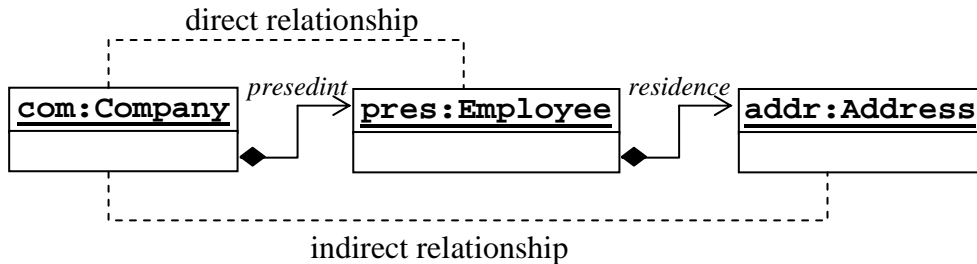 direct relationship
presedint
residence
com:Company
pres:Employee
addr:Address
indirect relationship